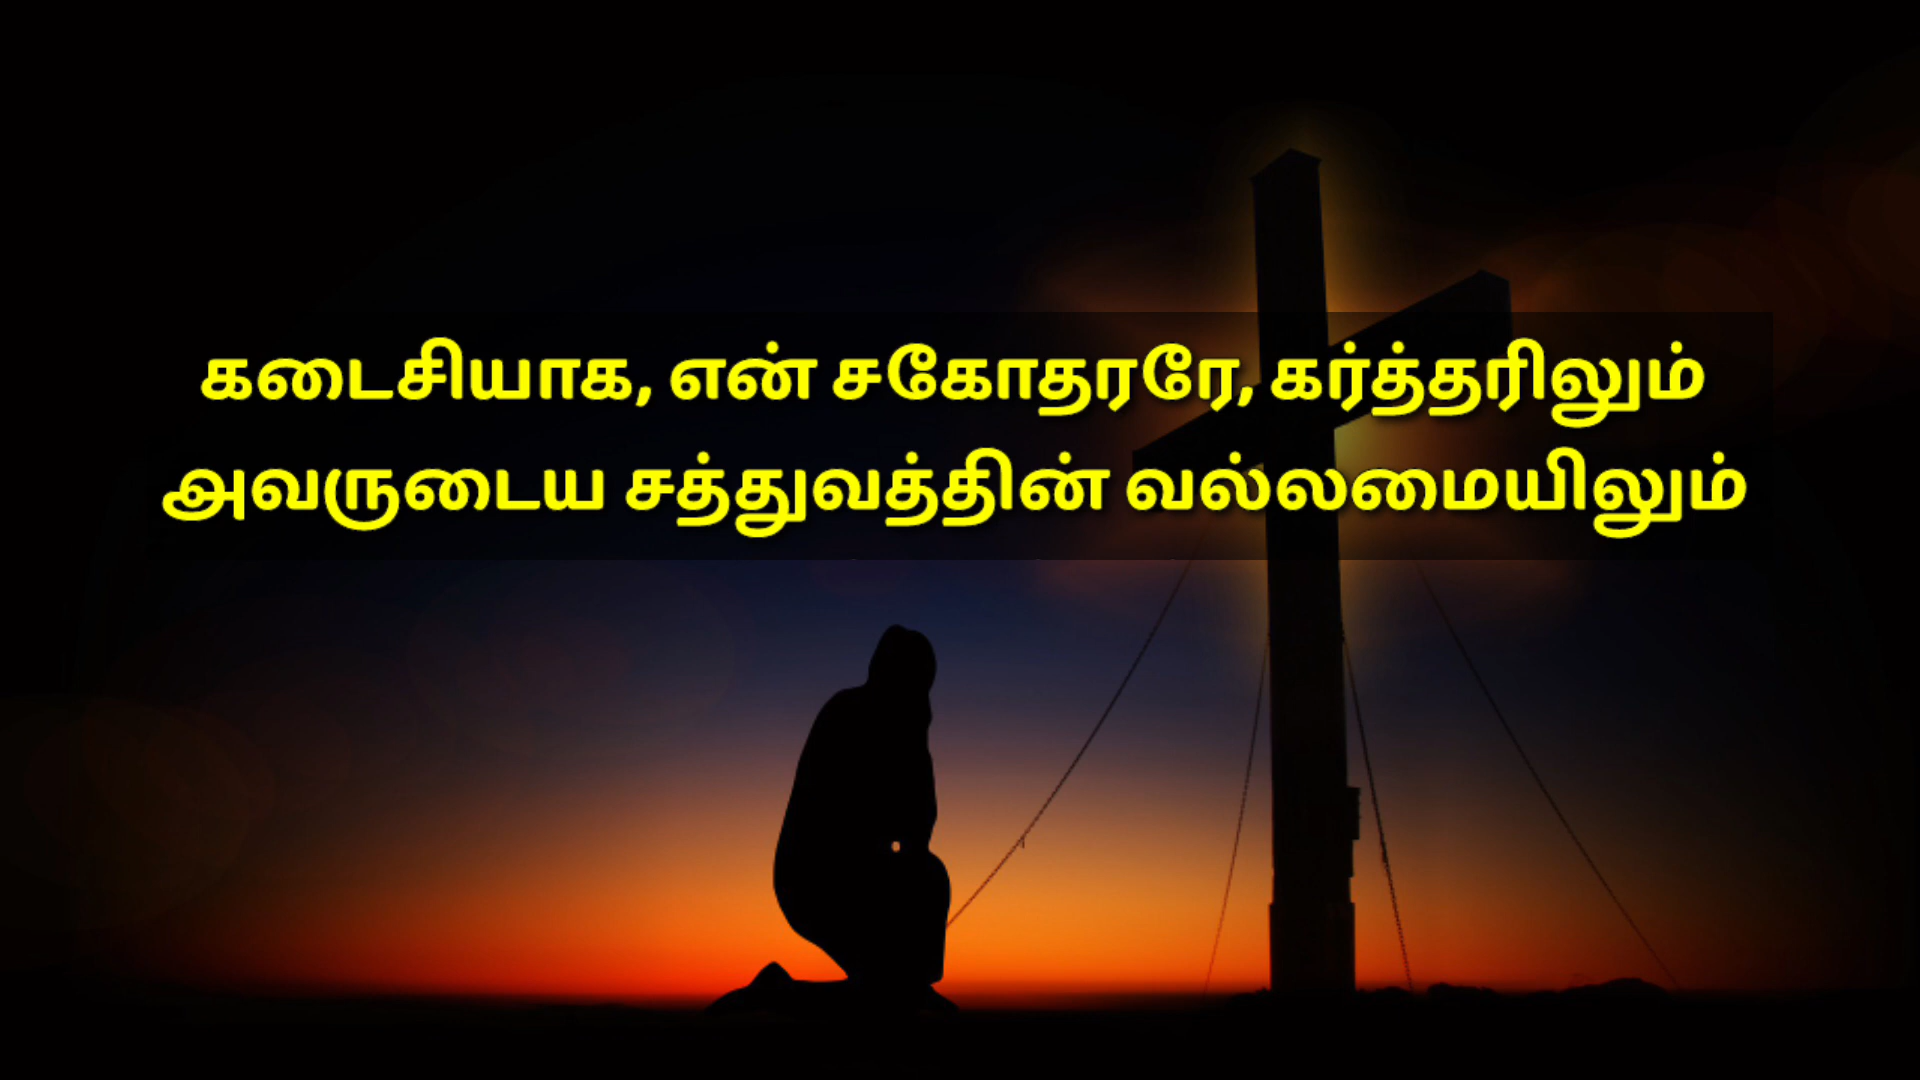 கடைசியாக, என் சகோதரரே, கர்த்தரிலும்
அவருடைய சத்துவத்தின் வல்லமையிலும்